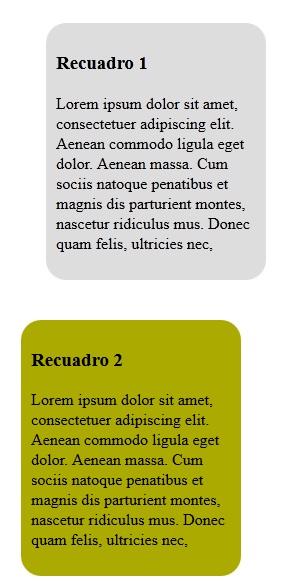 Recuadro 1
Lorem ipsum dolor sit amet,
consectetuer adipiscing elit.
Aenean commodo ligula eget
dolor. Aenean massa. Cum
sociis natoque penatibus et
magnis dis parturient montes,
nascetur ridiculus mus. Donec
quam felis, ultricies nec,
Recuadro 2
Lorem ipsum dolor sit amet,
consectetuer adipiscing elit.
Aenean commodo ligula eget
dolor. Aenean massa. Cum
sociis natoque penatibus et
magnis dis parturient montes,
nascetur ridiculus mus. Donec
quam felis, ultricies nec,